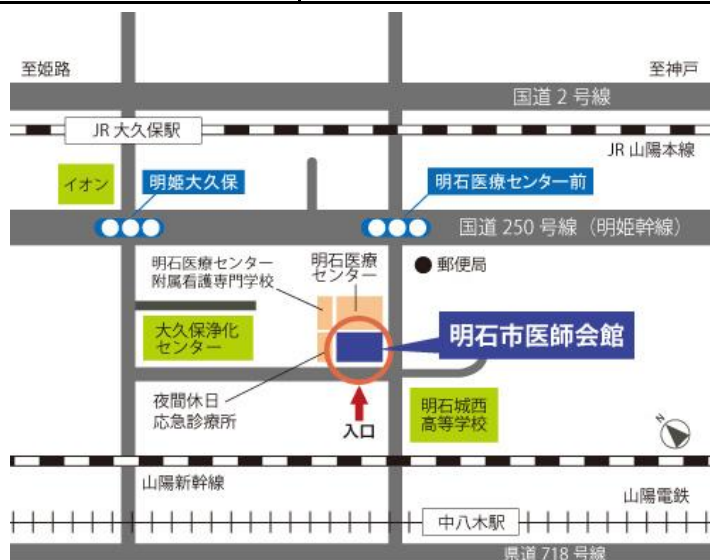 至姫路
至神戸
国道 2 号線
JR 大久保駅
JR 山陽本線
イオン
明姫大久保
明石医療センター前
国道 250 号線（明姫幹線）
明石医療センター
附属看護専門学校
明石医療
センター
郵便局
大久保浄化
センター
明石市医師会館
夜間休日
応急診療所
入口
明石城西
高等学校
N
山陽新幹線
山陽電鉄
中八木駅
県道 718 号線